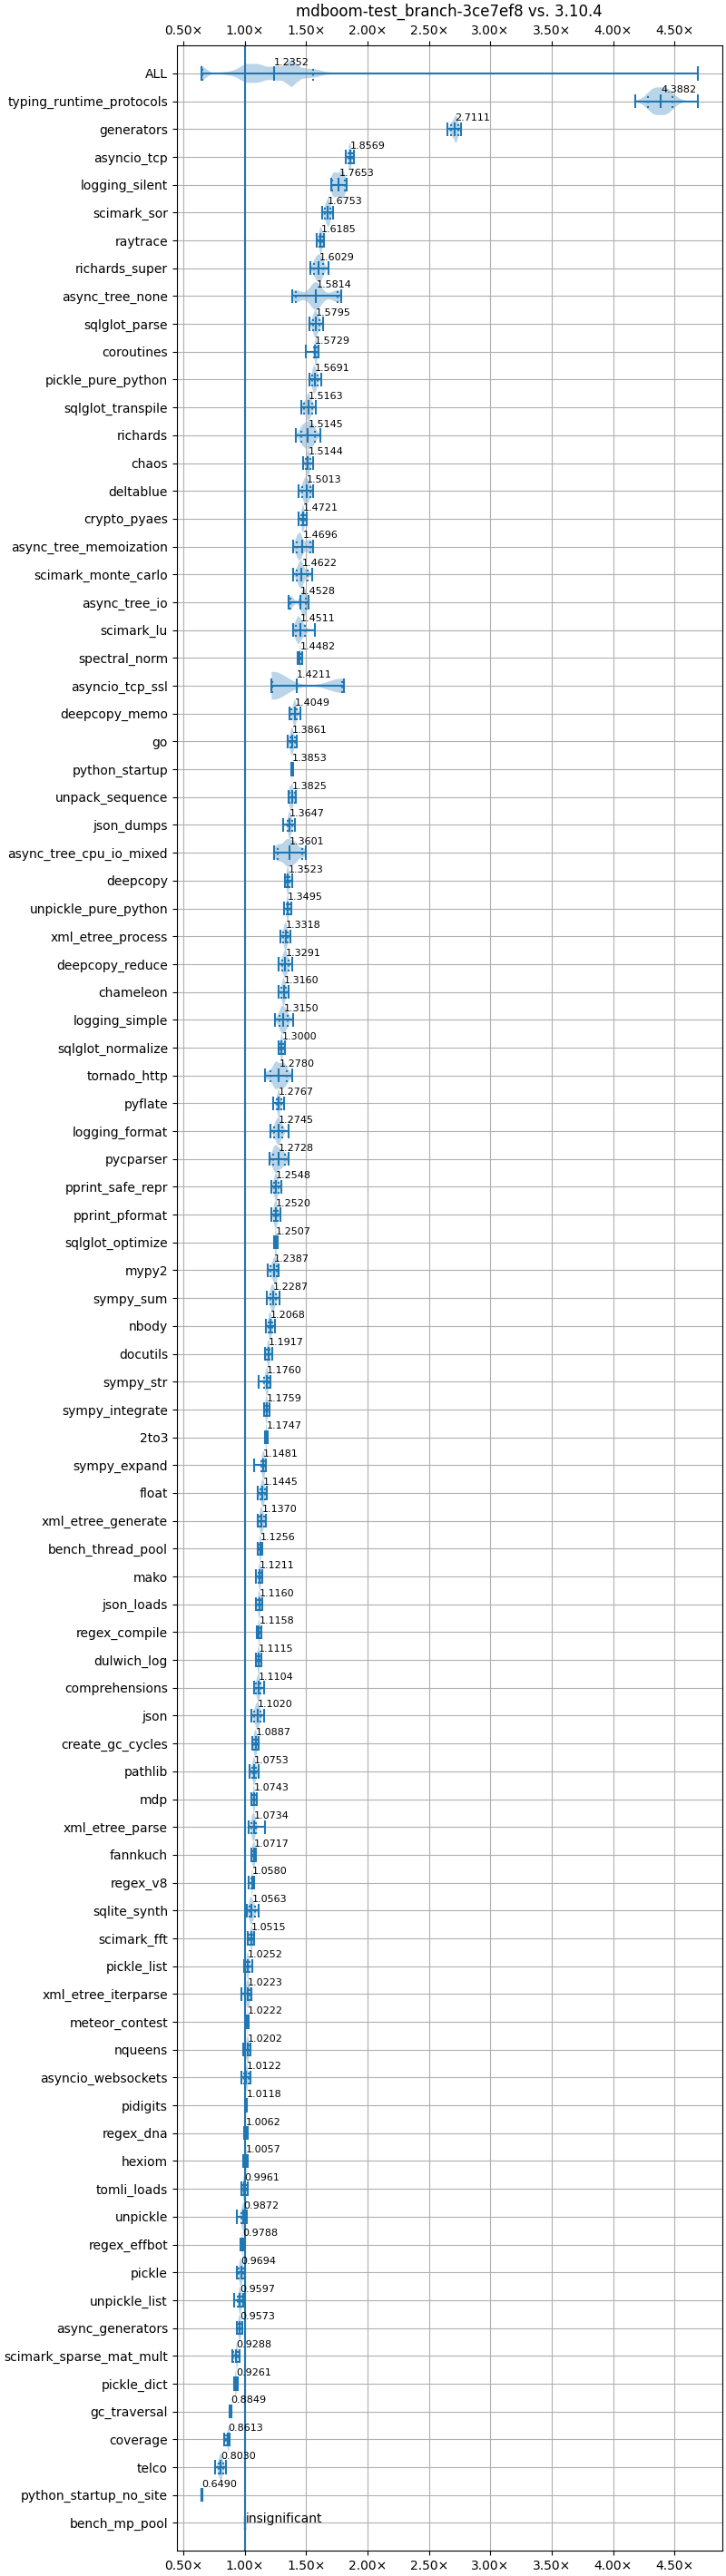 mdboom-test_branch-3ce7ef8 vs. 3.10.4
0.50× 1.00× 1.50× 2.00× 2.50× 3.00× 3.50× 4.00× 4.50×
ALL 1.2352
typing_runtime_protocols 4.3882
generators 2.7111
asyncio_tcp 1.8569
logging_silent 1.7653
scimark_sor 1.6753
raytrace 1.6185
richards_super 1.6029
async_tree_none 1.5814
sqlglot_parse 1.5795
coroutines 1.5729
pickle_pure_python 1.5691
sqlglot_transpile 1.5163
richards 1.5145
chaos 1.5144
deltablue 1.5013
crypto_pyaes 1.4721
async_tree_memoization 1.4696
scimark_monte_carlo 1.4622
async_tree_io 1.4528
scimark_lu 1.4511
spectral_norm 1.4482
asyncio_tcp_ssl 1.4211
deepcopy_memo 1.4049
go 1.3861
python_startup 1.3853
unpack_sequence 1.3825
json_dumps 1.3647
async_tree_cpu_io_mixed 1.3601
deepcopy 1.3523
unpickle_pure_python 1.3495
xml_etree_process 1.3318
deepcopy_reduce 1.3291
chameleon 1.3160
logging_simple 1.3150
sqlglot_normalize 1.3000
tornado_http 1.2780
pyflate 1.2767
logging_format 1.2745
pycparser 1.2728
pprint_safe_repr 1.2548
pprint_pformat 1.2520
sqlglot_optimize 1.2507
mypy2 1.2387
sympy_sum 1.2287
nbody 1.2068
docutils 1.1917
sympy_str 1.1760
sympy_integrate 1.1759
2to3 1.1747
sympy_expand 1.1481
float 1.1445
xml_etree_generate 1.1370
bench_thread_pool 1.1256
mako 1.1211
json_loads 1.1160
regex_compile 1.1158
dulwich_log 1.1115
comprehensions 1.1104
json 1.1020
create_gc_cycles 1.0887
pathlib 1.0753
mdp 1.0743
xml_etree_parse 1.0734
fannkuch 1.0717
regex_v8 1.0580
sqlite_synth 1.0563
scimark_fft 1.0515
pickle_list 1.0252
xml_etree_iterparse 1.0223
meteor_contest 1.0222
nqueens 1.0202
asyncio_websockets 1.0122
pidigits 1.0118
regex_dna 1.0062
hexiom 1.0057
tomli_loads 0.9961
unpickle 0.9872
regex_effbot 0.9788
pickle 0.9694
unpickle_list 0.9597
async_generators 0.9573
scimark_sparse_mat_mult 0.9288
pickle_dict 0.9261
gc_traversal 0.8849
coverage 0.8613
telco 0.8030
python_startup_no_site 0.6490
bench_mp_pool insignificant
0.50× 1.00× 1.50× 2.00× 2.50× 3.00× 3.50× 4.00× 4.50×